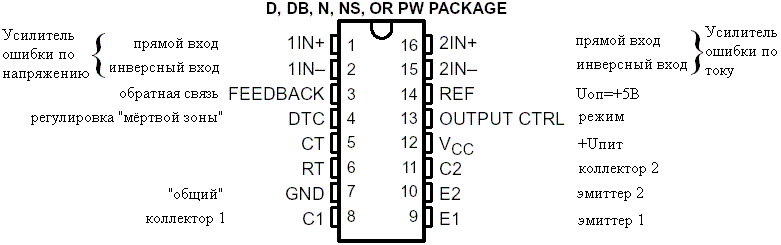 D, DB, N, NS, OR PW PACKAGE
Усилитель ошибки по напряжению
прямой вход 1IN+ 1 16 2IN+ прямой вход
Усилитель ошибки по току
инверсный вход 1IN– 2 15 2IN– инверсный вход
обратная связь FEEDBACK 3 14 REF Uоп=+5В
регулировка "мёртвой зоны" DTC 4 13 OUTPUT CTRL режим
CT 5 12 VCC +Uпит
RT 6 11 C2 коллектор 2
"общий" GND 7 10 E2 эмиттер 2
коллектор 1 C1 8 9 E1 эмиттер 1